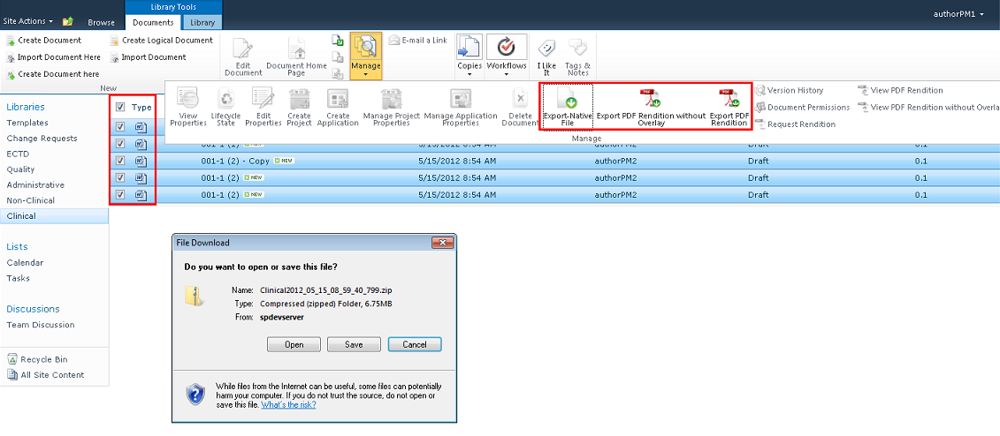 Library Tools
Site Actions
Browse
Documents
Library
authorPM1
Create Document
Create Logical Document
Import Document Here
Import Document
Create Document here
New
Edit Document
Document Home Page
Manage
E-mail a Link
Copies
Workflows
I Like It
Tags & Notes
View Properties
Lifecycle State
Edit Properties
Create Project
Create Application
Manage Project Properties
Manage Application Properties
Delete Document
Export-Native File
Export PDF Rendition without Overlay
Export PDF Rendition
Version History
Document Permissions
Request Rendition
View PDF Rendition
View PDF Rendition without Overla
Manage
Libraries
Templates
Change Requests
ECTD
Quality
Administrative
Non-Clinical
Clinical
Lists
Calendar
Tasks
Discussions
Team Discussion
Recycle Bin
All Site Content
Type
001-1 (2) NEW 5/15/2012 8:54 AM authorPM2 Draft 0.1
001-1 (2) - Copy NEW 5/15/2012 8:54 AM authorPM2 Draft 0.1
001-1 (2) NEW 5/15/2012 8:54 AM authorPM2 Draft 0.1
001-1 (2) NEW 5/15/2012 8:54 AM authorPM2 Draft 0.1
File Download
Do you want to open or save this file?
Name: Clinical2012_05_15_08_59_40_799.zip
Type: Compressed (zipped) Folder, 6.75MB
From: spdevserver
Open
Save
Cancel
While files from the Internet can be useful, some files can potentially
harm your computer. If you do not trust the source, do not open or
save this file. What's the risk?